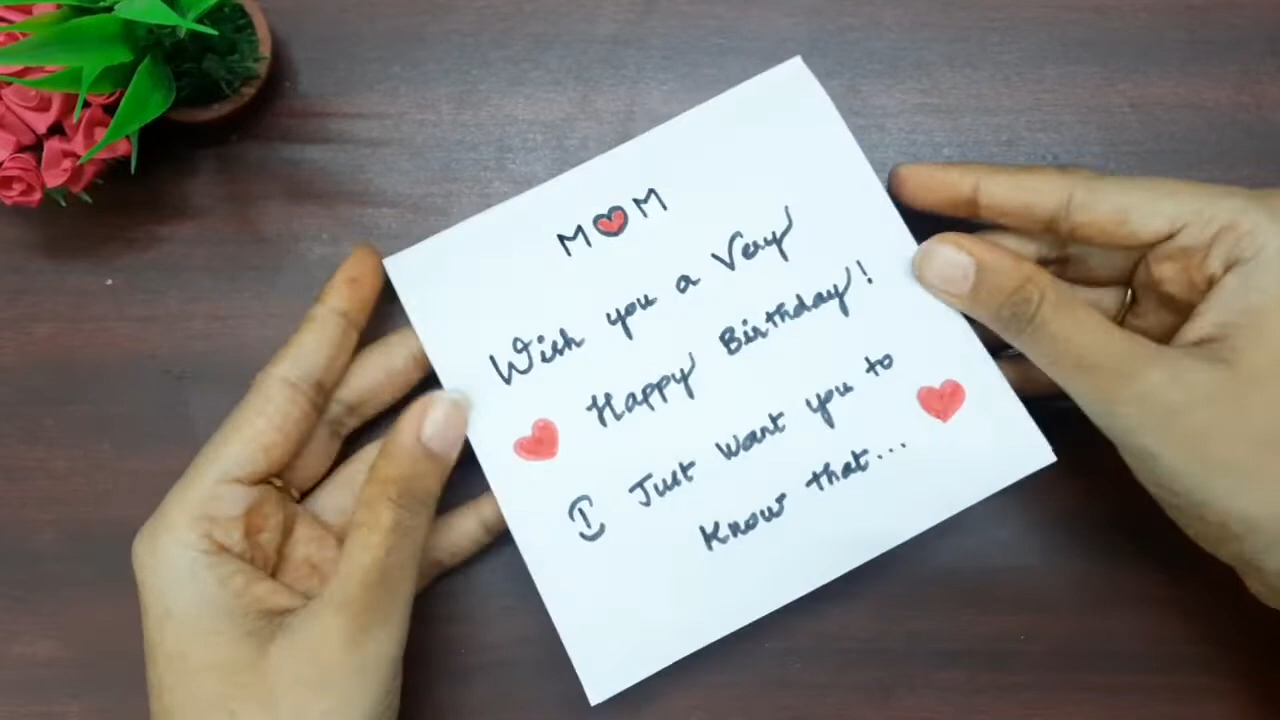 M❤M
Wish you a Very
Happy Birthday!
I Just want you to
Know that...